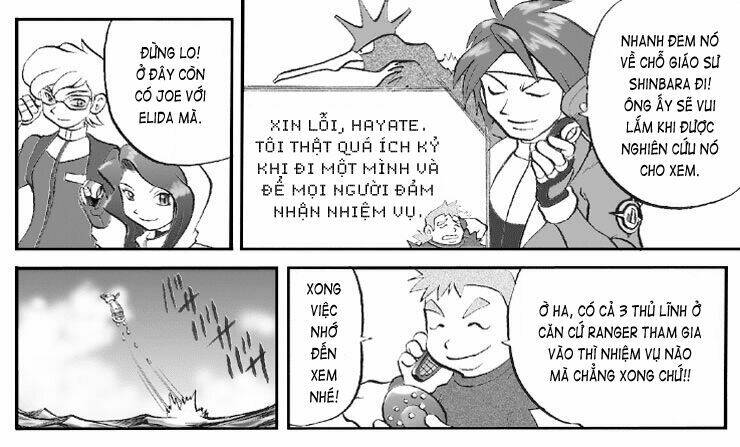 ĐỪNG LO!
Ở ĐÂY CÒN
CÓ JOE VỚI
ELIDA MÀ.
XIN LỖI, HAYATE.
TÔI THẬT QUÁ ÍCH KỶ
KHI ĐI MỘT MÌNH VÀ
ĐỂ MỌI NGƯỜI ĐẢM
NHẬN NHIỆM VỤ.
NHANH ĐEM NÓ
VỀ CHỖ GIÁO SƯ
SHINBARA ĐI!
ÔNG ẤY SẼ VUI
LẮM KHI ĐƯỢC
NGHIÊN CỨU NÓ
CHO XEM.
XONG
VIỆC
NHỚ
ĐẾN
XEM
NHÉ!
Ở HA, CÓ CẢ 3 THỦ LĨNH Ở
CĂN CỨ RANGER THAM GIA
VÀO THÌ NHIỆM VỤ NÀO
MÀ CHẲNG XONG CHỨ!!